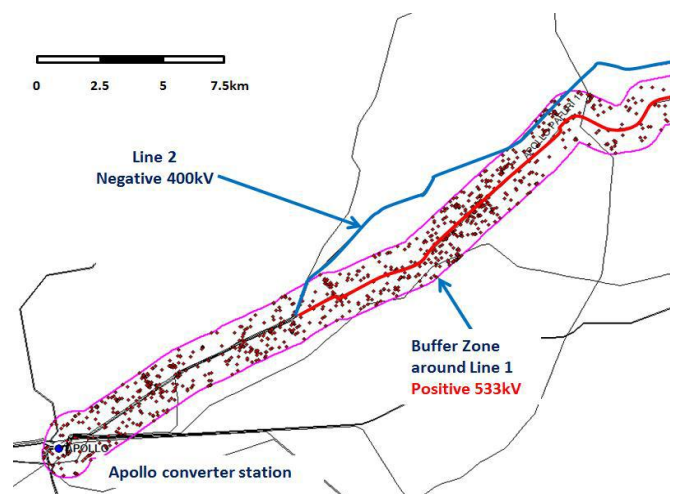 0 2.5 5 7.5km
Line 2
Negative 400kV
APOLLO
Buffer Zone
around Line 1
Positive 533kV
APOLLO
Apollo converter station